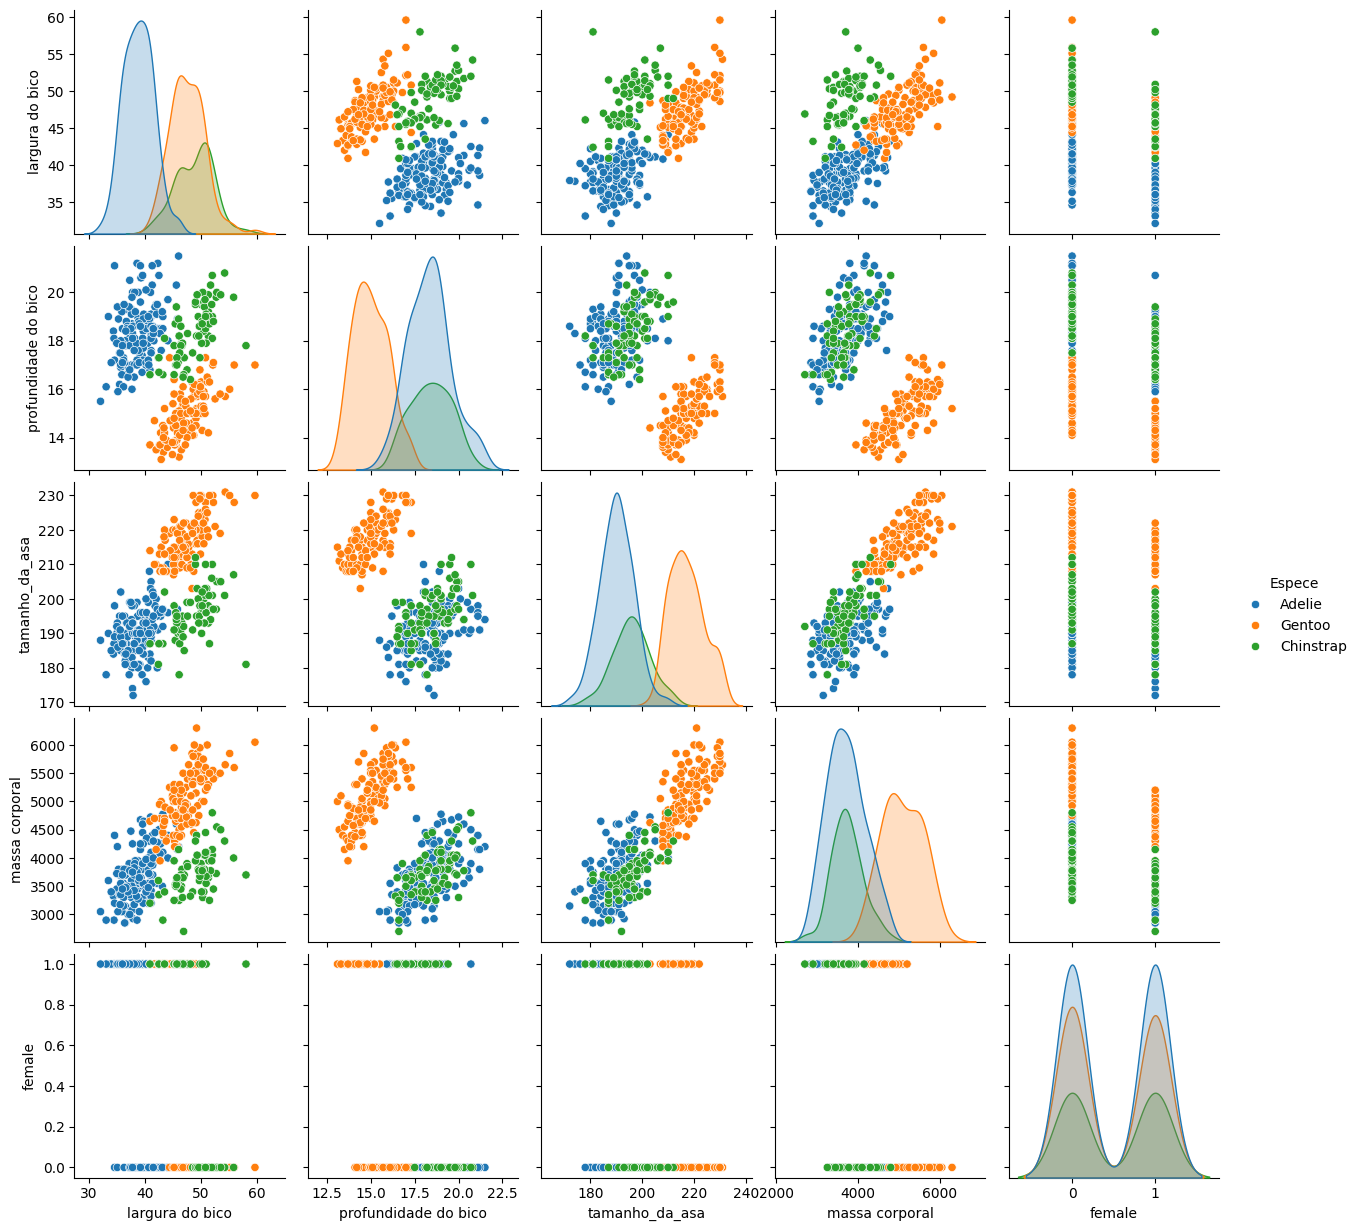 60
55
50
45
40
35
largura do bico
20
18
16
14
profundidade do bico
230
220
210
200
190
180
170
tamanho_da_asa
Espece
Adelie
Gentoo
Chinstrap
6000
5500
5000
4500
4000
3500
3000
massa corporal
1.0
0.8
0.6
0.4
0.2
0.0
female
30 40 50 60
12.5 15.0 17.5 20.0 22.5
180 200 220 240
2000 4000 6000
0 1
largura do bico
profundidade do bico
tamanho_da_asa
massa corporal
female